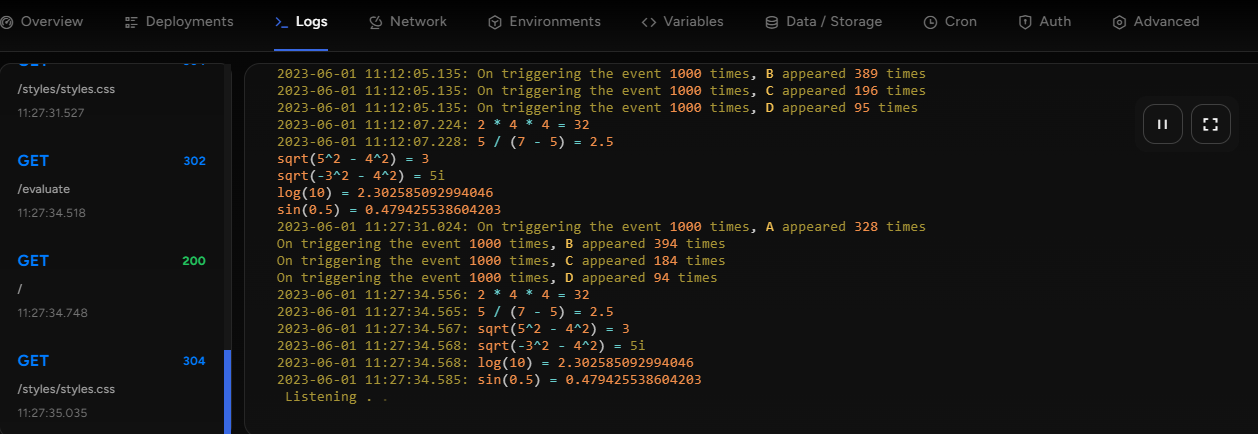 Overview Deployments Logs Network Environments Variables Data / Storage Cron Auth Advanced
GET 304
/styles/styles.css
11:27:31.527
GET 302
/evaluate
11:27:34.518
GET 200
/
11:27:34.748
GET 304
/styles/styles.css
11:27:35.035
2023-06-01 11:12:05.135: On triggering the event 1000 times, B appeared 389 times
2023-06-01 11:12:05.135: On triggering the event 1000 times, C appeared 196 times
2023-06-01 11:12:05.135: On triggering the event 1000 times, D appeared 95 times
2023-06-01 11:12:07.224: 2 * 4 * 4 = 32
2023-06-01 11:12:07.228: 5 / (7 - 5) = 2.5
sqrt(5^2 - 4^2) = 3
sqrt(-3^2 - 4^2) = 5i
log(10) = 2.302585092994046
sin(0.5) = 0.479425538604203
2023-06-01 11:27:31.024: On triggering the event 1000 times, A appeared 328 times
On triggering the event 1000 times, B appeared 394 times
On triggering the event 1000 times, C appeared 184 times
On triggering the event 1000 times, D appeared 94 times
2023-06-01 11:27:34.556: 2 * 4 * 4 = 32
2023-06-01 11:27:34.565: 5 / (7 - 5) = 2.5
2023-06-01 11:27:34.567: sqrt(5^2 - 4^2) = 3
2023-06-01 11:27:34.568: sqrt(-3^2 - 4^2) = 5i
2023-06-01 11:27:34.568: log(10) = 2.302585092994046
2023-06-01 11:27:34.585: sin(0.5) = 0.479425538604203
Listening . .